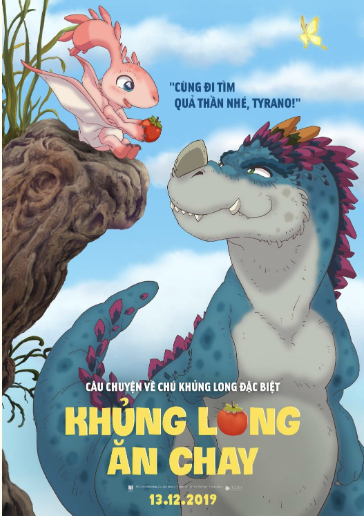 "CÙNG ĐI TÌM
QUẢ THẦN NHÉ, TYRANO!"
CÂU CHUYỆN VỀ CHÚ KHỦNG LONG ĐẶC BIỆT
KHỦNG LONG
ĂN CHAY
13.12.2019